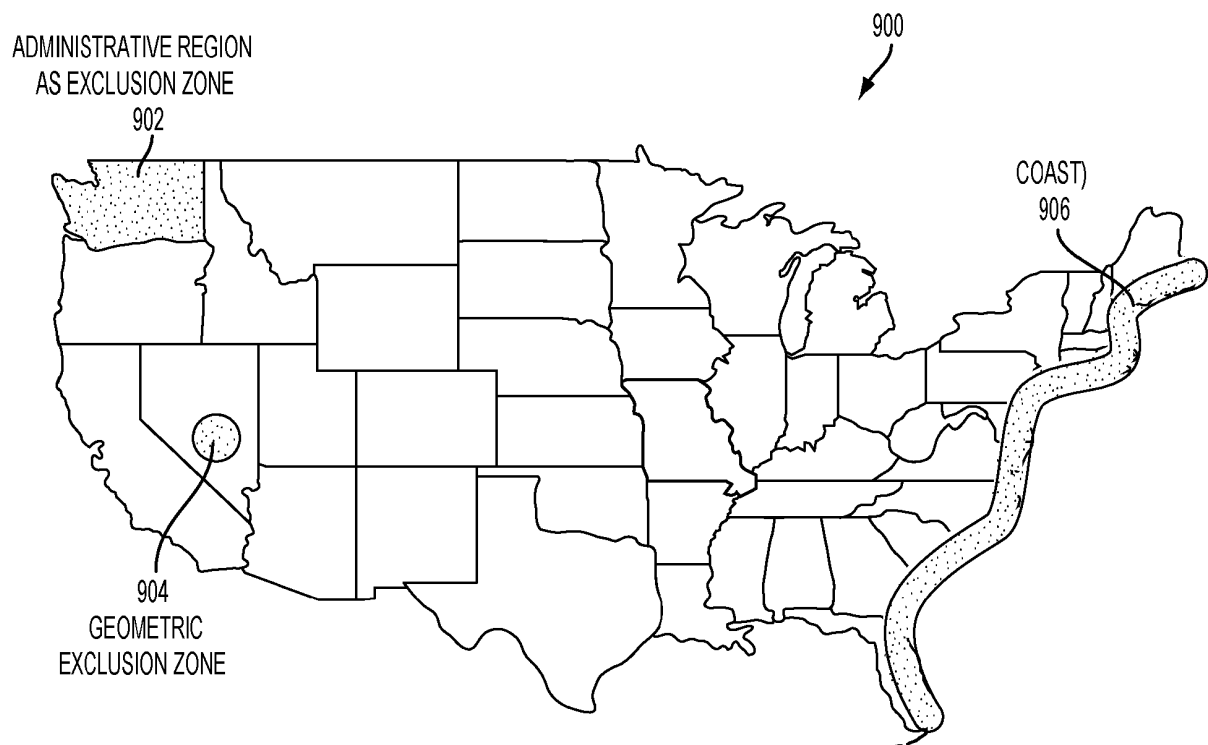 900
ADMINISTRATIVE REGION
AS EXCLUSION ZONE
902
COAST)
906
904
GEOMETRIC
EXCLUSION ZONE